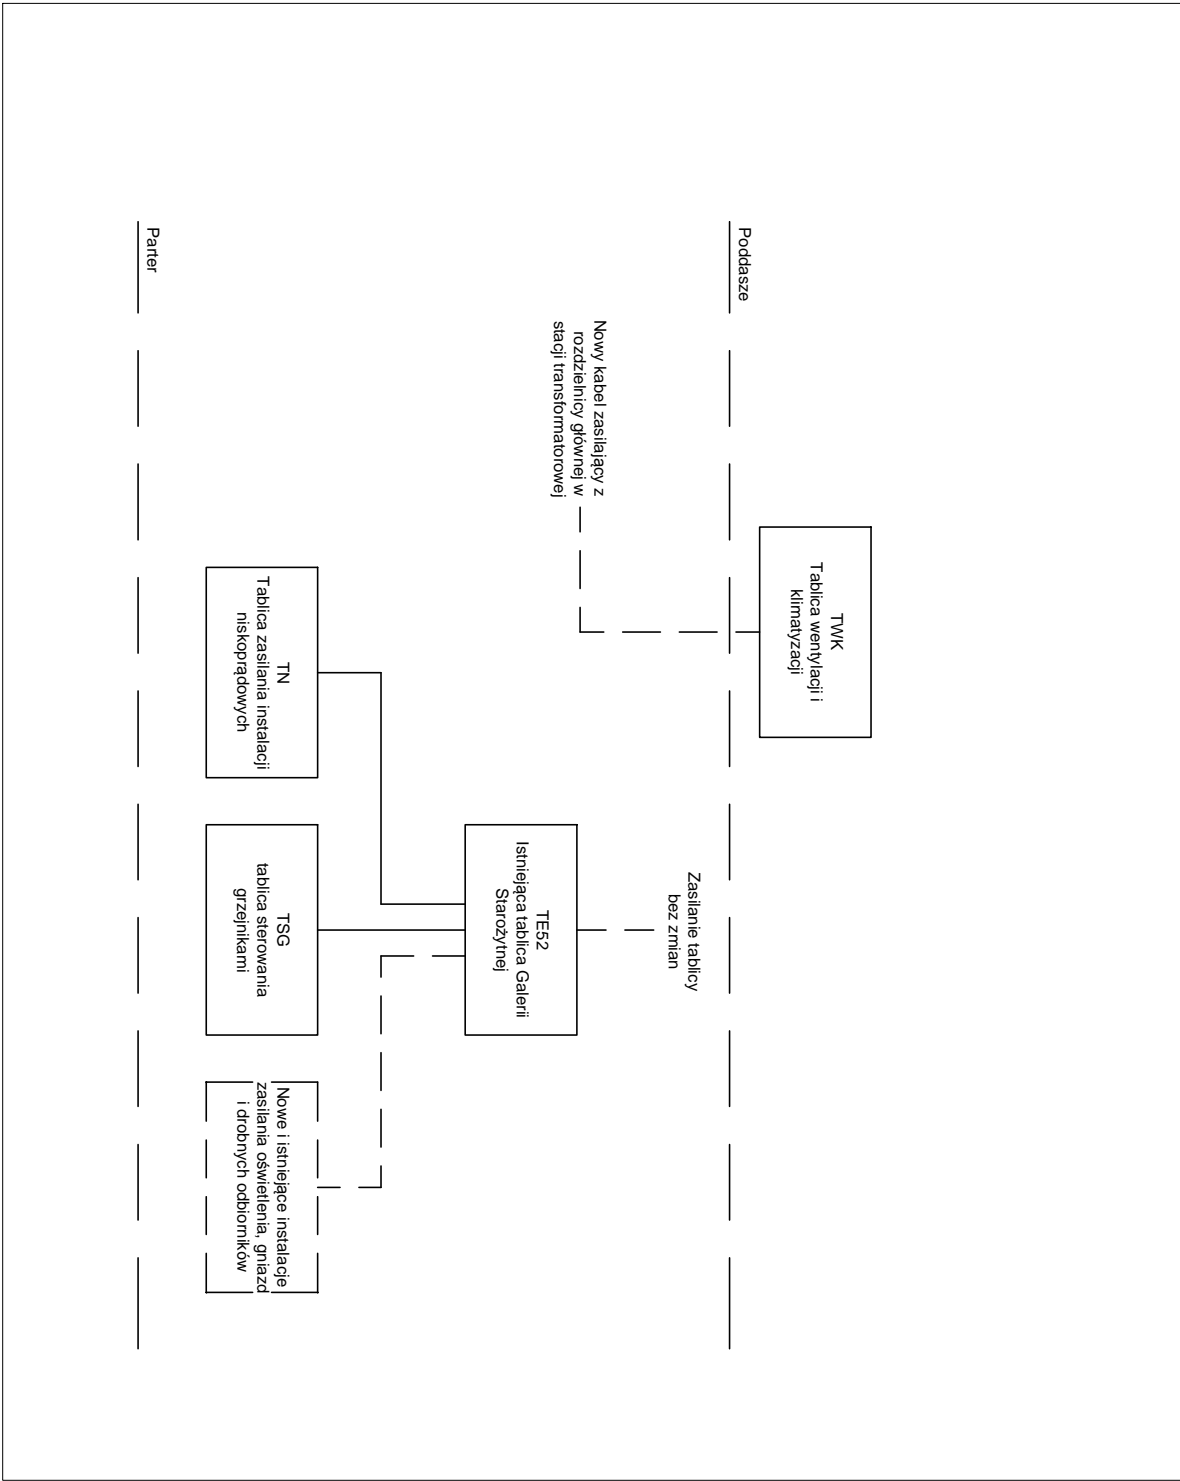 Poddasze
TWK
Tablica wentylacji i
klimatyzacji
Nowy kabel zasilający z
rozdzielnicy głównej w
stacji transformatorowej
Zasilanie tablicy
bez zmian
TE52
Istniejąca tablica Galerii
Starożytnej
TN
Tablica zasilania instalacji
niskoprądowych
TSG
tablica sterowania
grzejnikami
Nowe i istniejące instalacje
zasilania oświetlenia, gniazd
i drobnych odbiorników
Parter